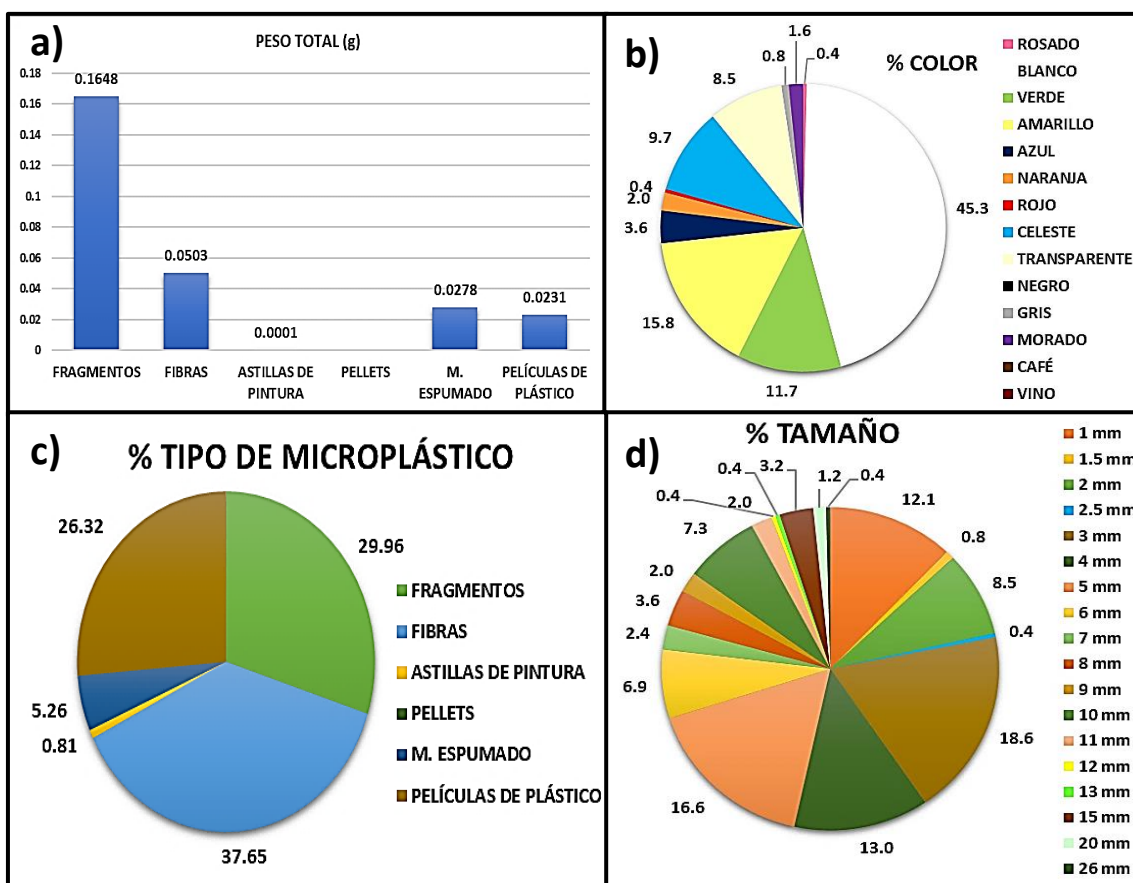 a)
PESO TOTAL (g)
0.18
0.16
0.14
0.12
0.1
0.08
0.06
0.04
0.02
0
0.1648
0.0503
0.0001
0.0278
0.0231
FRAGMENTOS
FIBRAS
ASTILLAS DE
PINTURA
PELLETS
M.
ESPUMADO
PELÍCULAS DE
PLÁSTICO
b)
% COLOR
1.6
0.8
0.4
8.5
9.7
0.4
2.0
3.6
15.8
11.7
45.3
ROSADO
BLANCO
VERDE
AMARILLO
AZUL
NARANJA
ROJO
CELESTE
TRANSPARENTE
NEGRO
GRIS
MORADO
CAFÉ
VINO
c)
% TIPO DE MICROPLÁSTICO
26.32
29.96
5.26
0.81
37.65
FRAGMENTOS
FIBRAS
ASTILLAS DE PINTURA
PELLETS
M. ESPUMADO
PELÍCULAS DE PLÁSTICO
d)
% TAMAÑO
0.4
3.2
1.2
0.4
0.4
2.0
12.1
7.3
0.8
2.0
8.5
3.6
0.4
2.4
6.9
18.6
16.6
13.0
1 mm
1.5 mm
2 mm
2.5 mm
3 mm
4 mm
5 mm
6 mm
7 mm
8 mm
9 mm
10 mm
11 mm
12 mm
13 mm
15 mm
20 mm
26 mm